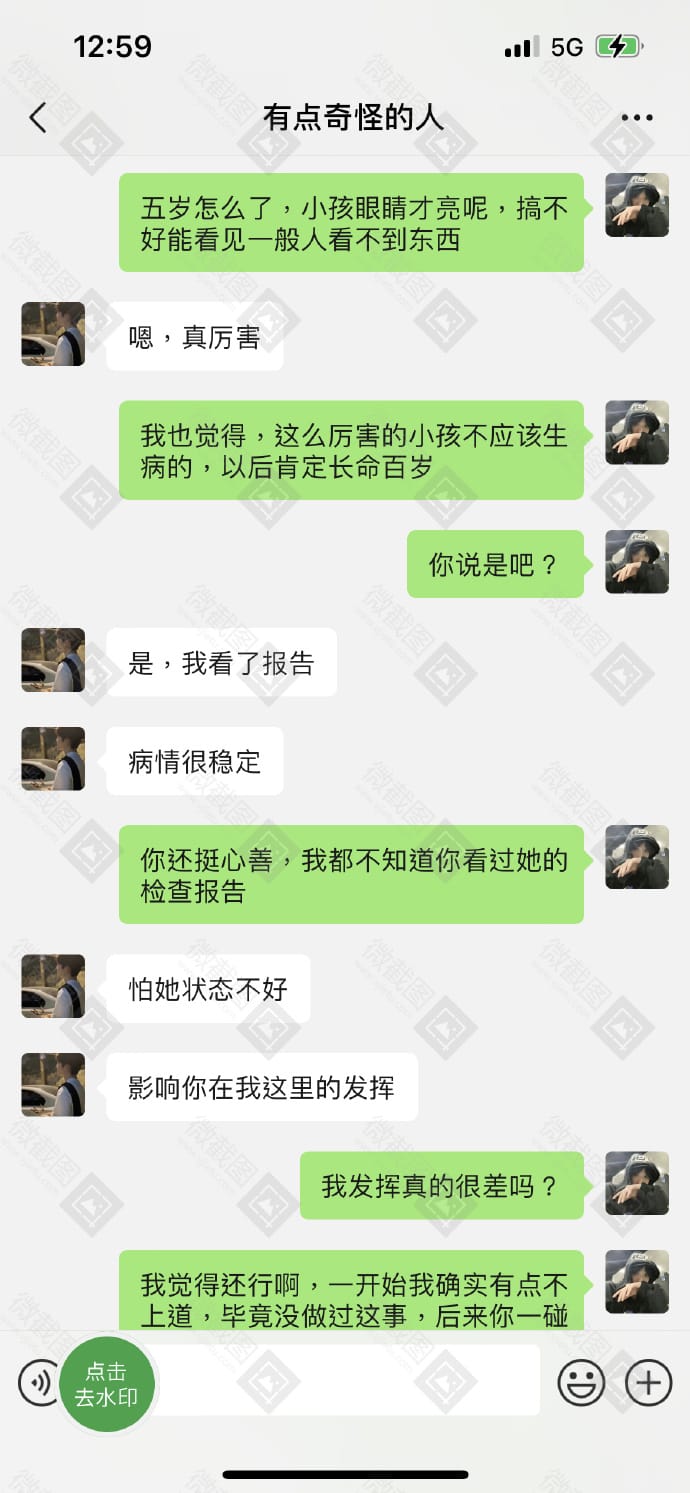 12:59
5G
有点奇怪的人
五岁怎么了，小孩眼睛才亮呢，搞不
好能看见一般人看不到东西
嗯，真厉害
我也觉得，这么厉害的小孩不应该生
病的，以后肯定长命百岁
你说是吧？
是，我看了报告
病情很稳定
你还挺心善，我都不知道你看过她的
检查报告
怕她状态不好
影响你在我这里的发挥
我发挥真的很差吗？
我觉得还行啊，一开始我确实有点不
上道，毕竟没做过这事，后来你一碰
点击
去水印
微截图